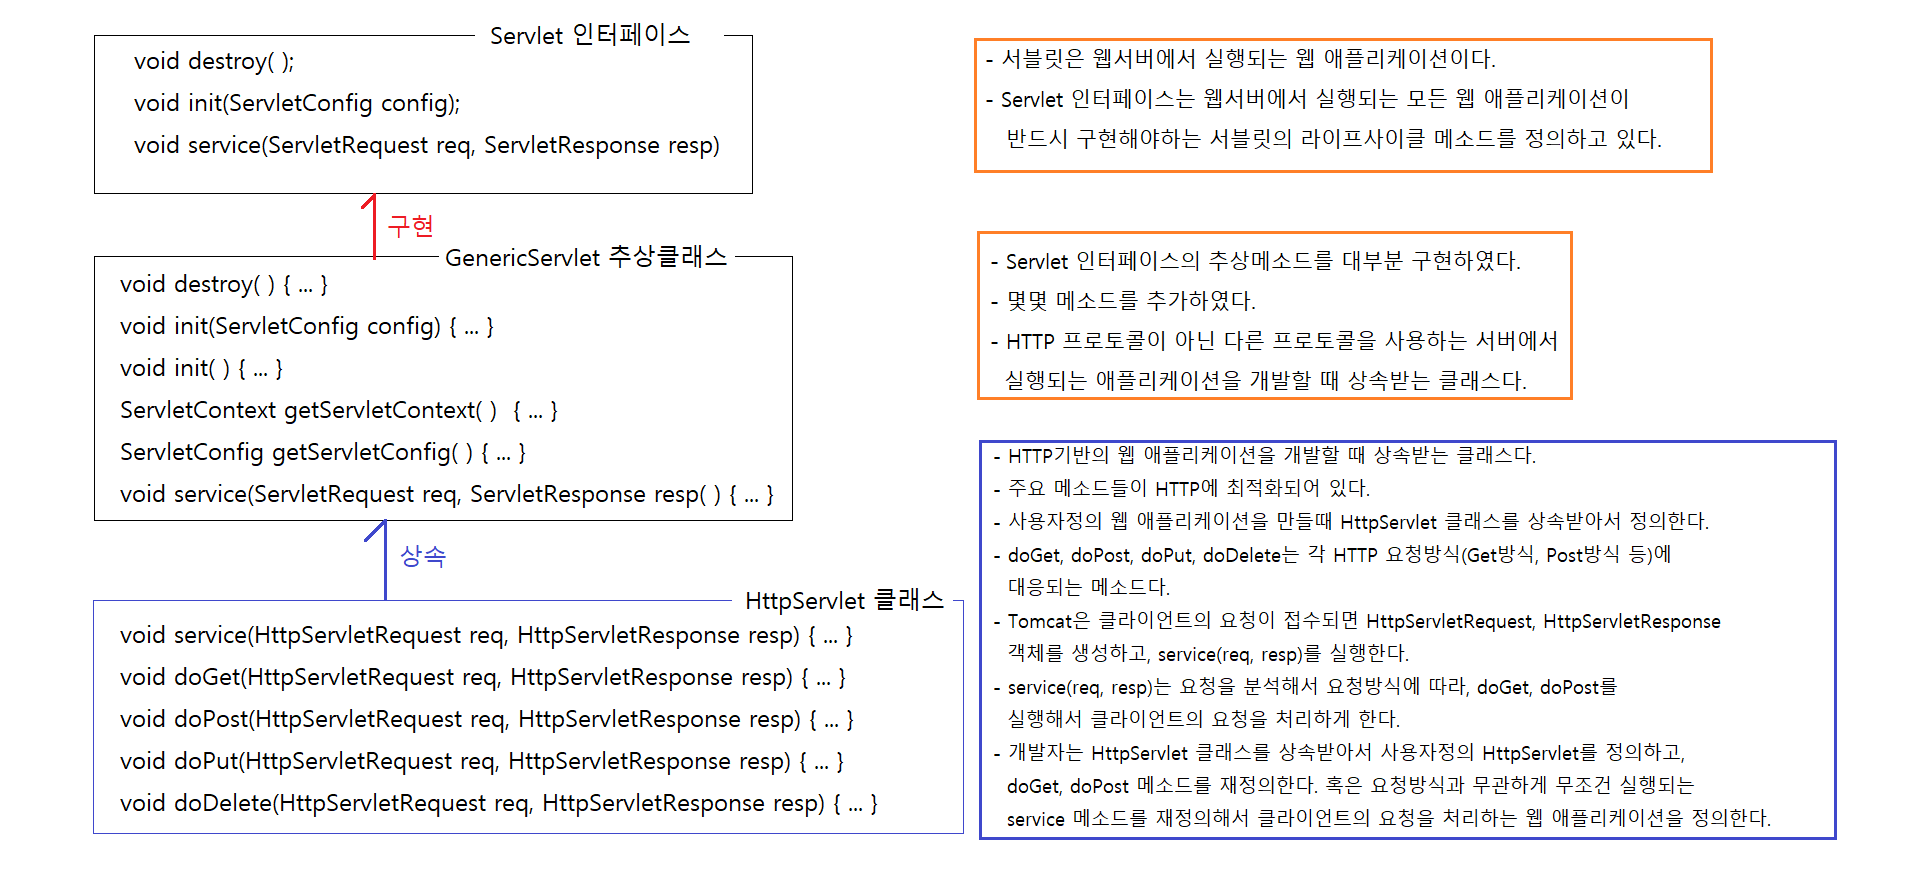 Servlet 인터페이스
void destroy( );
void init(ServletConfig config);
void service(ServletRequest req, ServletResponse resp)
- 서블릿은 웹서버에서 실행되는 웹 애플리케이션이다.
- Servlet 인터페이스는 웹서버에서 실행되는 모든 웹 애플리케이션이
반드시 구현해야하는 서블릿의 라이프사이클 메소드를 정의하고 있다.
구현
GenericServlet 추상클래스
void destroy( ) { ... }
void init(ServletConfig config) { ... }
void init( ) { ... }
ServletContext getServletContext( )  { ... }
ServletConfig getServletConfig( ) { ... }
void service(ServletRequest req, ServletResponse resp( ) { ... }
- Servlet 인터페이스의 추상메소드를 대부분 구현하였다.
- 몇몇 메소드를 추가하였다.
- HTTP 프로토콜이 아닌 다른 프로토콜을 사용하는 서버에서
실행되는 애플리케이션을 개발할 때 상속받는 클래스다.
상속
HttpServlet 클래스
void service(HttpServletRequest req, HttpServletResponse resp) { ... }
void doGet(HttpServletRequest req, HttpServletResponse resp) { ... }
void doPost(HttpServletRequest req, HttpServletResponse resp) { ... }
void doPut(HttpServletRequest req, HttpServletResponse resp) { ... }
void doDelete(HttpServletRequest req, HttpServletResponse resp) { ... }
- HTTP기반의 웹 애플리케이션을 개발할 때 상속받는 클래스다.
- 주요 메소드들이 HTTP에 최적화되어 있다.
- 사용자정의 웹 애플리케이션을 만들때 HttpServlet 클래스를 상속받아서 정의한다.
- doGet, doPost, doPut, doDelete는 각 HTTP 요청방식(Get방식, Post방식 등)에
대응되는 메소드다.
- Tomcat은 클라이언트의 요청이 접수되면 HttpServletRequest, HttpServletResponse
객체를 생성하고, service(req, resp)를 실행한다.
- service(req, resp)는 요청을 분석해서 요청방식에 따라, doGet, doPost를
실행해서 클라이언트의 요청을 처리하게 한다.
- 개발자는 HttpServlet 클래스를 상속받아서 사용자정의 HttpServlet를 정의하고,
doGet, doPost 메소드를 재정의한다. 혹은 요청방식과 무관하게 무조건 실행되는
service 메소드를 재정의해서 클라이언트의 요청을 처리하는 웹 애플리케이션을 정의한다.